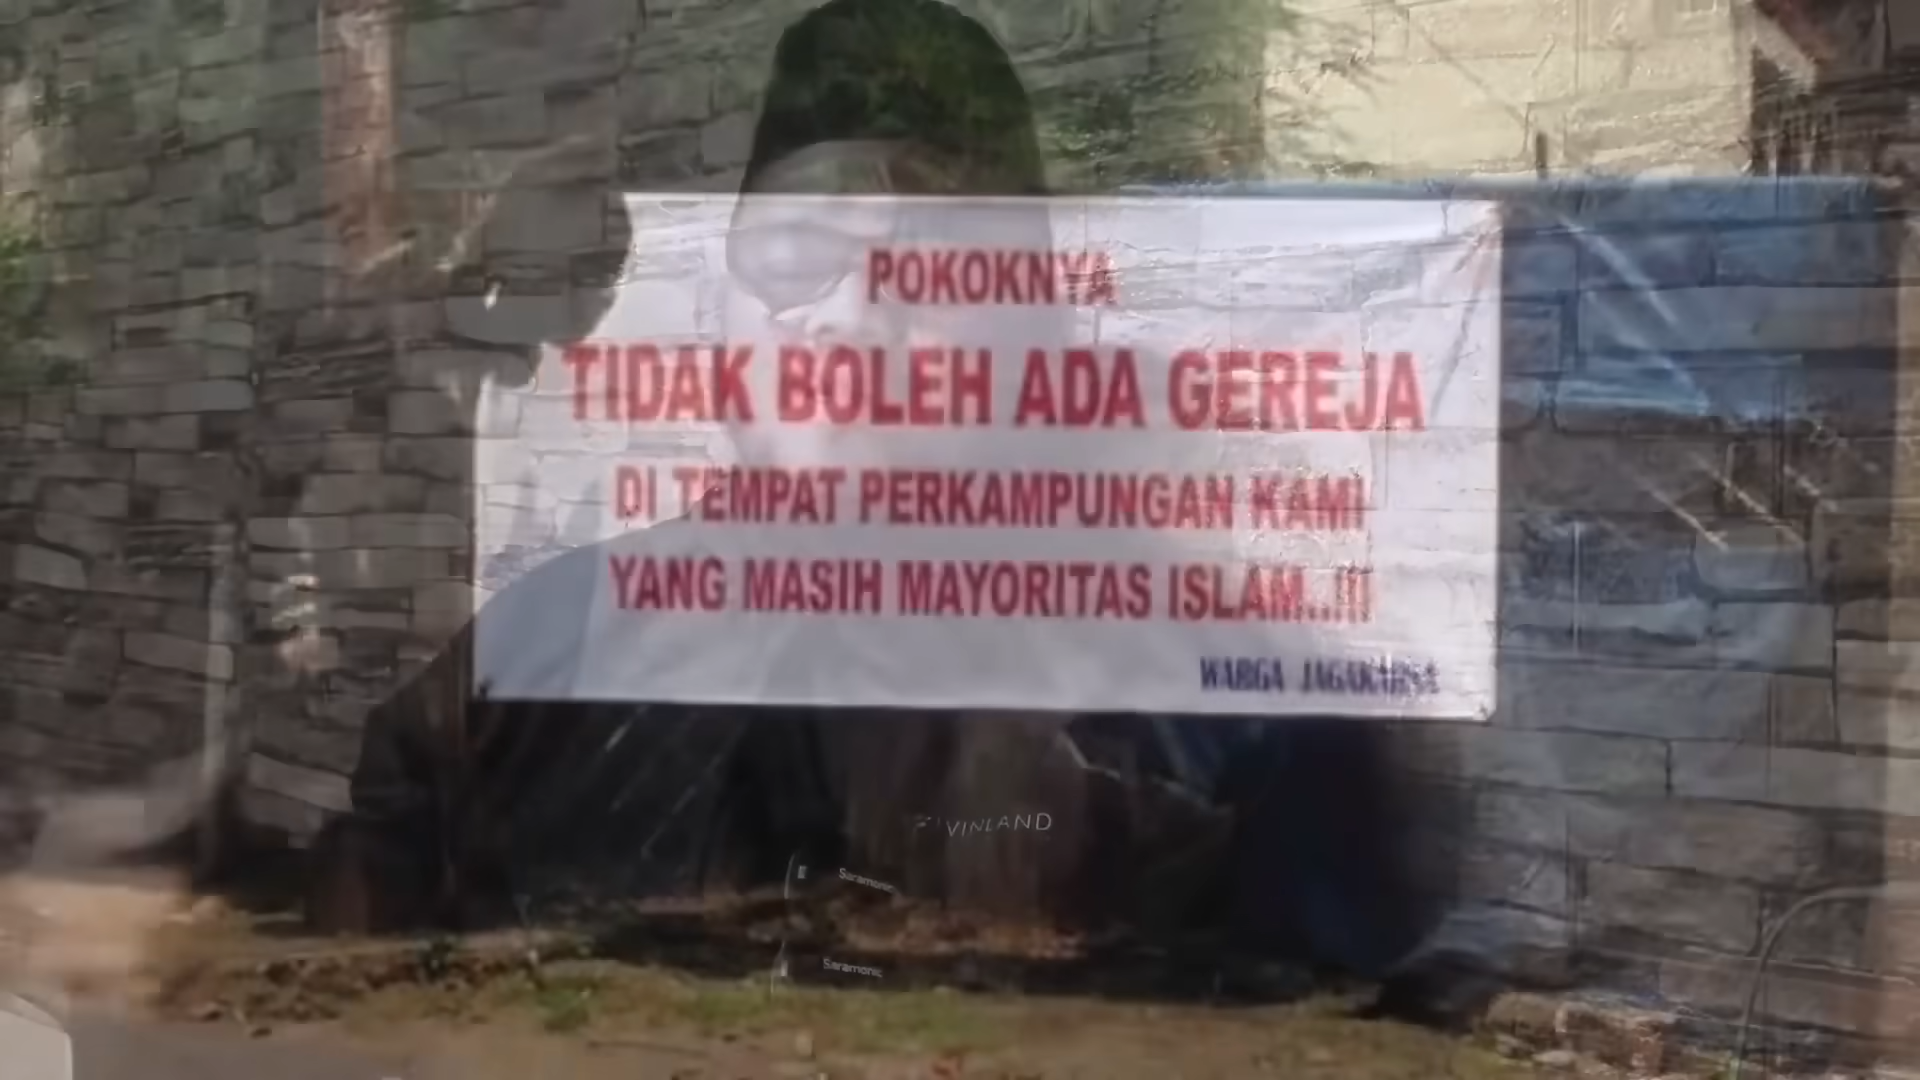 POKOKNYA
TIDAK BOLEH ADA GEREJA
DI TEMPAT PERKAMPUNGAN KAMI
YANG MASIH MAYORITAS ISLAM..!!!
WARGA JAGAKARSA
VINLAND
Saramonic
Saramonic